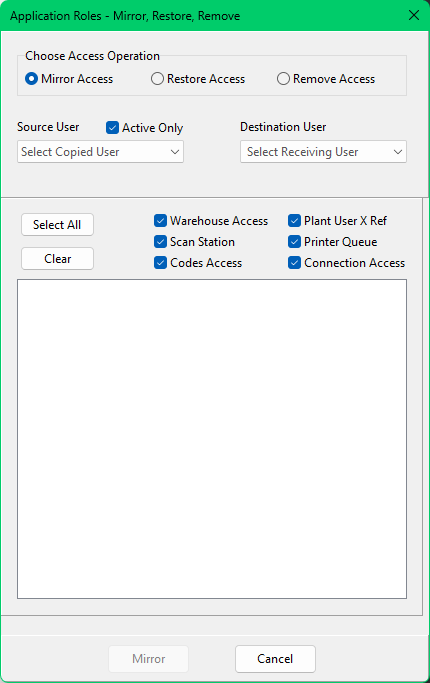 Application Roles - Mirror, Restore, Remove
Choose Access Operation
Mirror Access Restore Access Remove Access
Source User Active Only Destination User
Select Copied User Select Receiving User
Select All Warehouse Access Plant User X Ref
Scan Station Printer Queue
Clear Codes Access Connection Access
Mirror Cancel